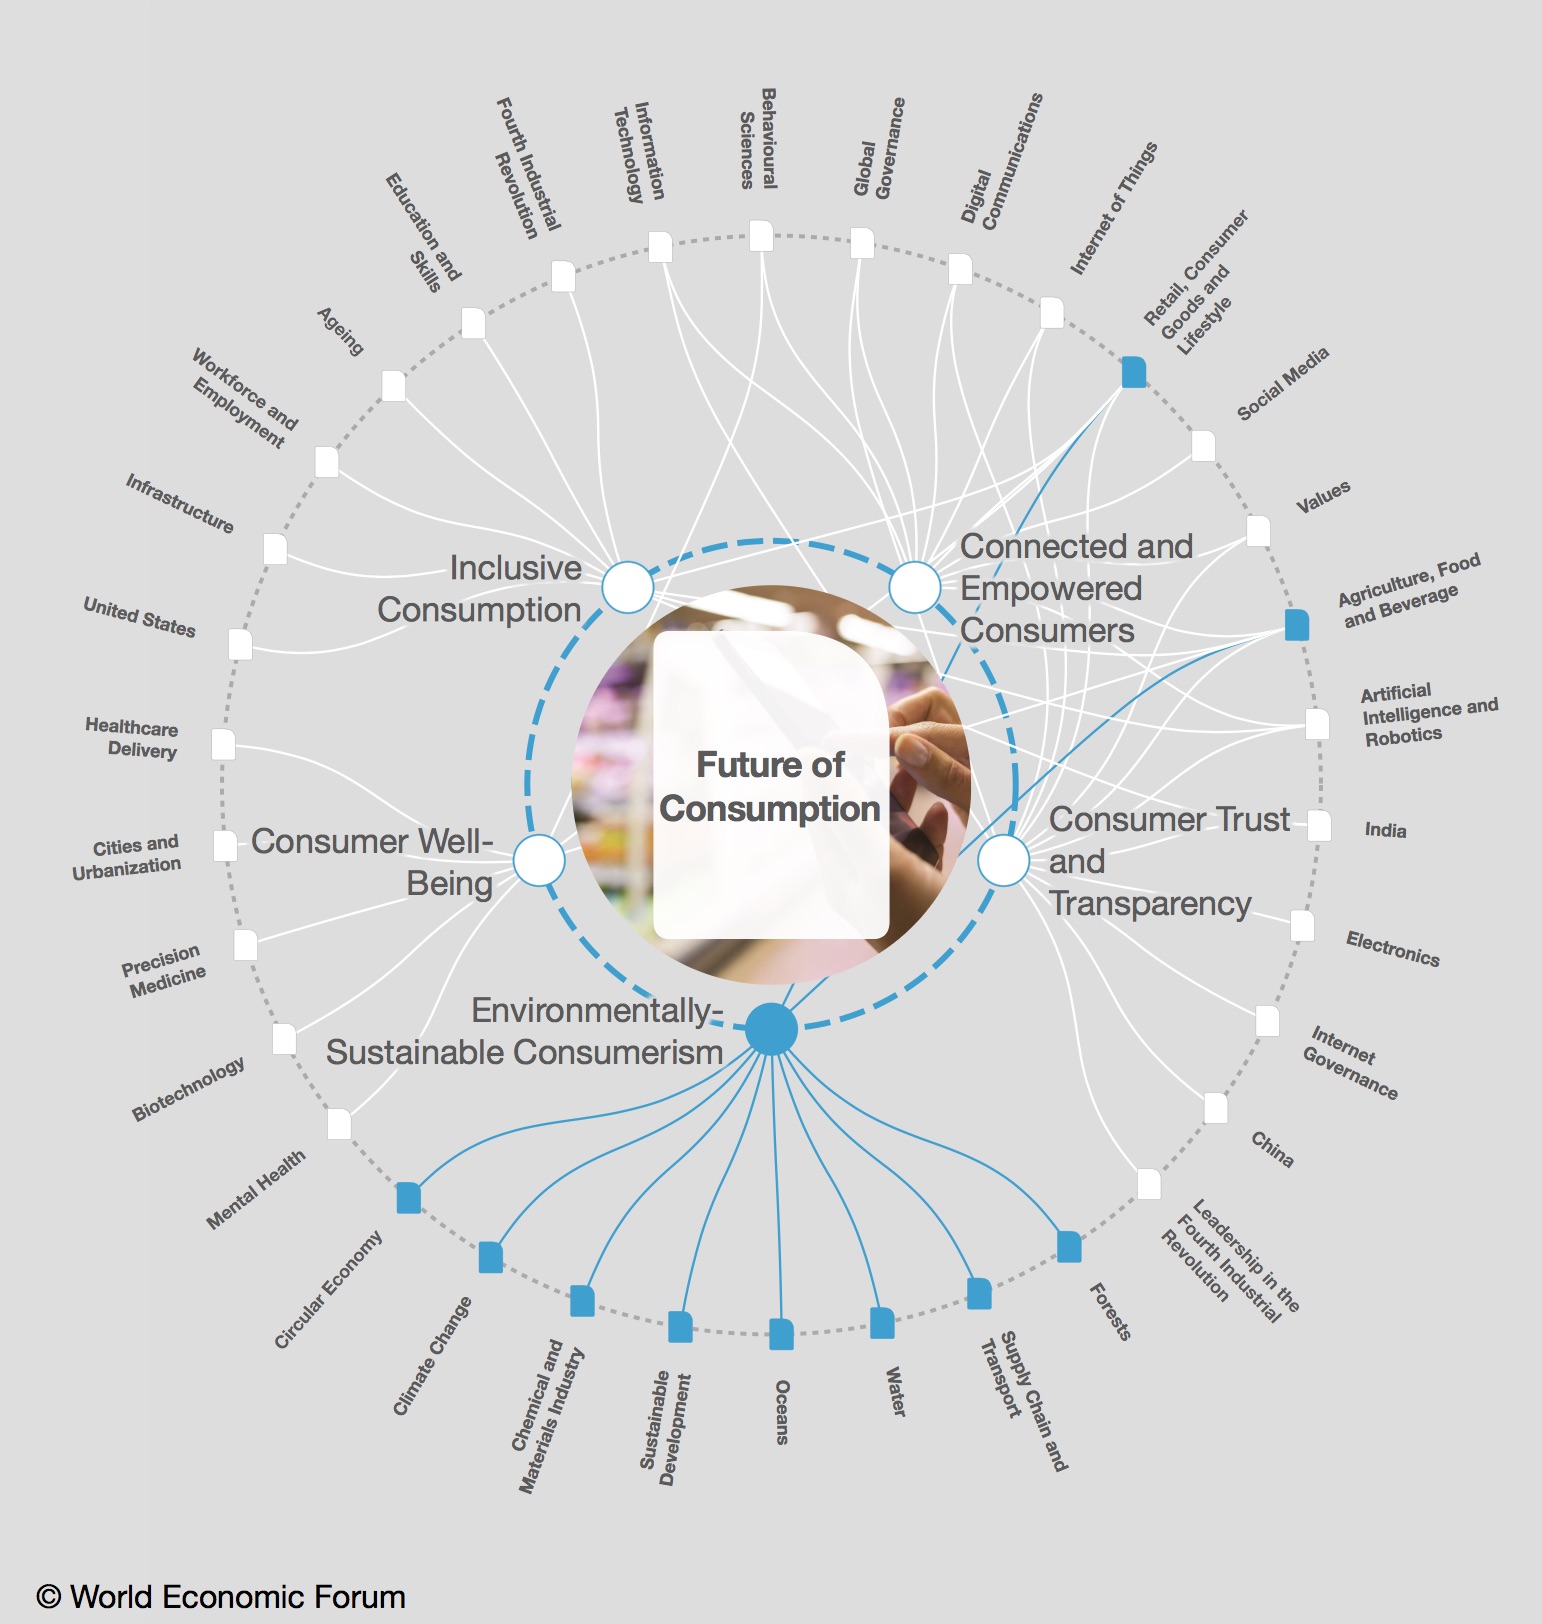 Behavioural
Sciences
Global
Governance
Digital
Communications
Internet of Things
Retail, Consumer
Goods and
Lifestyle
Social Media
Values
Agriculture, Food
and Beverage
Artificial
Intelligence and
Robotics
India
Electronics
Internet
Governance
China
Leadership in the
Fourth Industrial
Revolution
Forests
Supply Chain and
Transport
Water
Oceans
Sustainable
Development
Chemical and
Materials Industry
Climate Change
Circular Economy
Mental Health
Biotechnology
Precision
Medicine
Cities and
Urbanization
Healthcare
Delivery
United States
Infrastructure
Workforce and
Employment
Ageing
Education and
Skills
Fourth Industrial
Revolution
Information
Technology
Inclusive
Consumption
Connected and
Empowered
Consumers
Future of
Consumption
Consumer Well-
Being
Consumer Trust
and
Transparency
Environmentally-
Sustainable Consumerism
© World Economic Forum